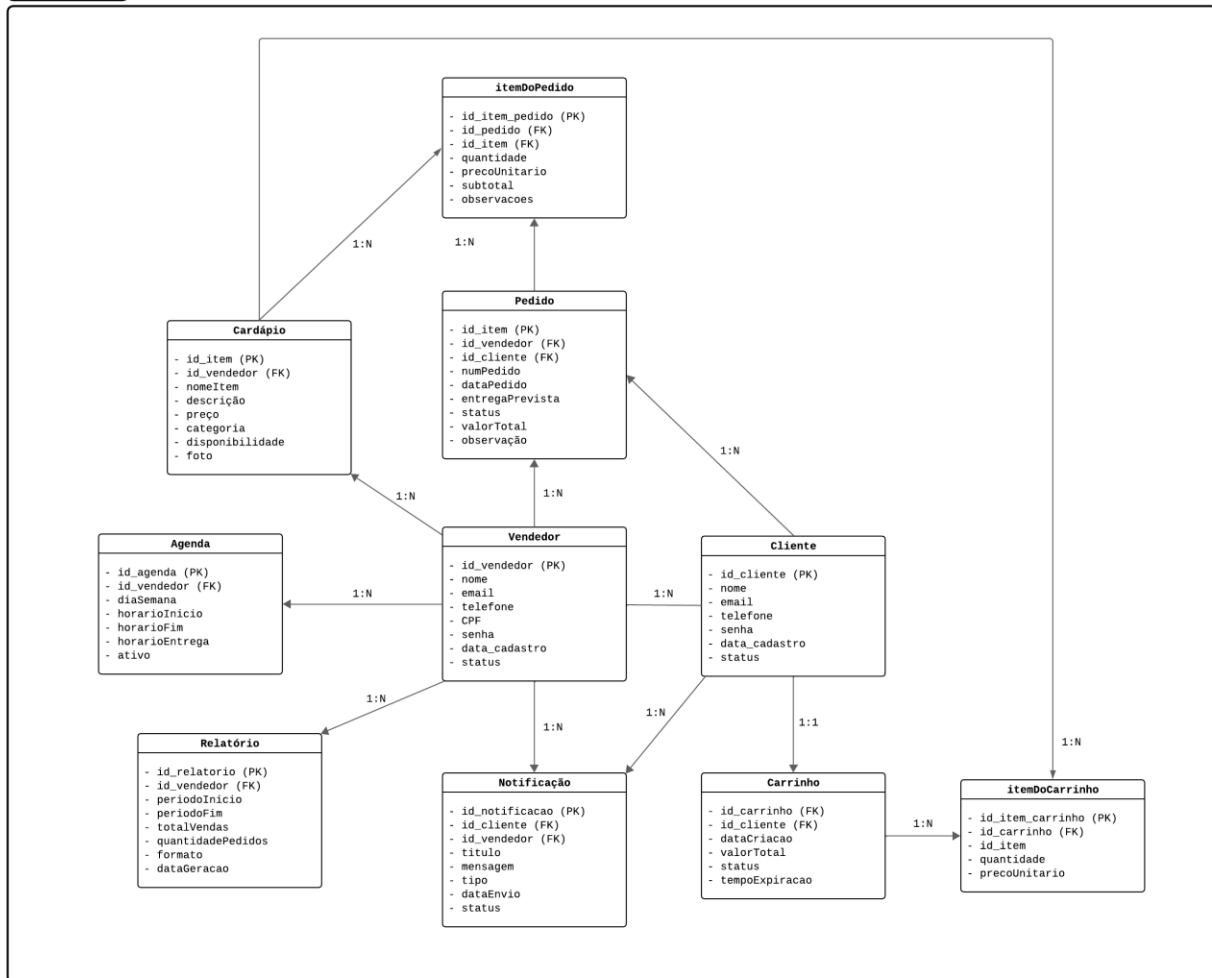 itemDoPedido
- id_item_pedido (PK)
- id_pedido (FK)
- id_item (FK)
- quantidade
- precoUnitario
- subtotal
- observacoes
1:N
1:N
Cardápio
- id_item (PK)
- id_vendedor (FK)
- nomeItem
- descrição
- preço
- categoria
- disponibilidade
- foto
Pedido
- id_item (PK)
- id_vendedor (FK)
- id_cliente (FK)
- numPedido
- dataPedido
- entregaPrevista
- status
- valorTotal
- observação
1:N
1:N
1:N
Agenda
- id_agenda (PK)
- id_vendedor (FK)
- diaSemana
- horarioInicio
- horarioFim
- horarioEntrega
- ativo
1:N
Vendedor
- id_vendedor (PK)
- nome
- email
- telefone
- CPF
- senha
- data_cadastro
- status
1:N
Cliente
- id_cliente (PK)
- nome
- email
- telefone
- senha
- data_cadastro
- status
1:N
1:N
1:N
1:1
1:N
Relatório
- id_relatorio (PK)
- id_vendedor (FK)
- periodoInicio
- periodoFim
- totalVendas
- quantidadePedidos
- formato
- dataGeracao
Notificação
- id_notificacao (PK)
- id_cliente (FK)
- id_vendedor (FK)
- titulo
- mensagem
- tipo
- dataEnvio
- status
Carrinho
- id_carrinho (FK)
- id_cliente (FK)
- dataCriacao
- valorTotal
- status
- tempoExpiracao
1:N
itemDoCarrinho
- id_item_carrinho (PK)
- id_carrinho (FK)
- id_item
- quantidade
- precoUnitario